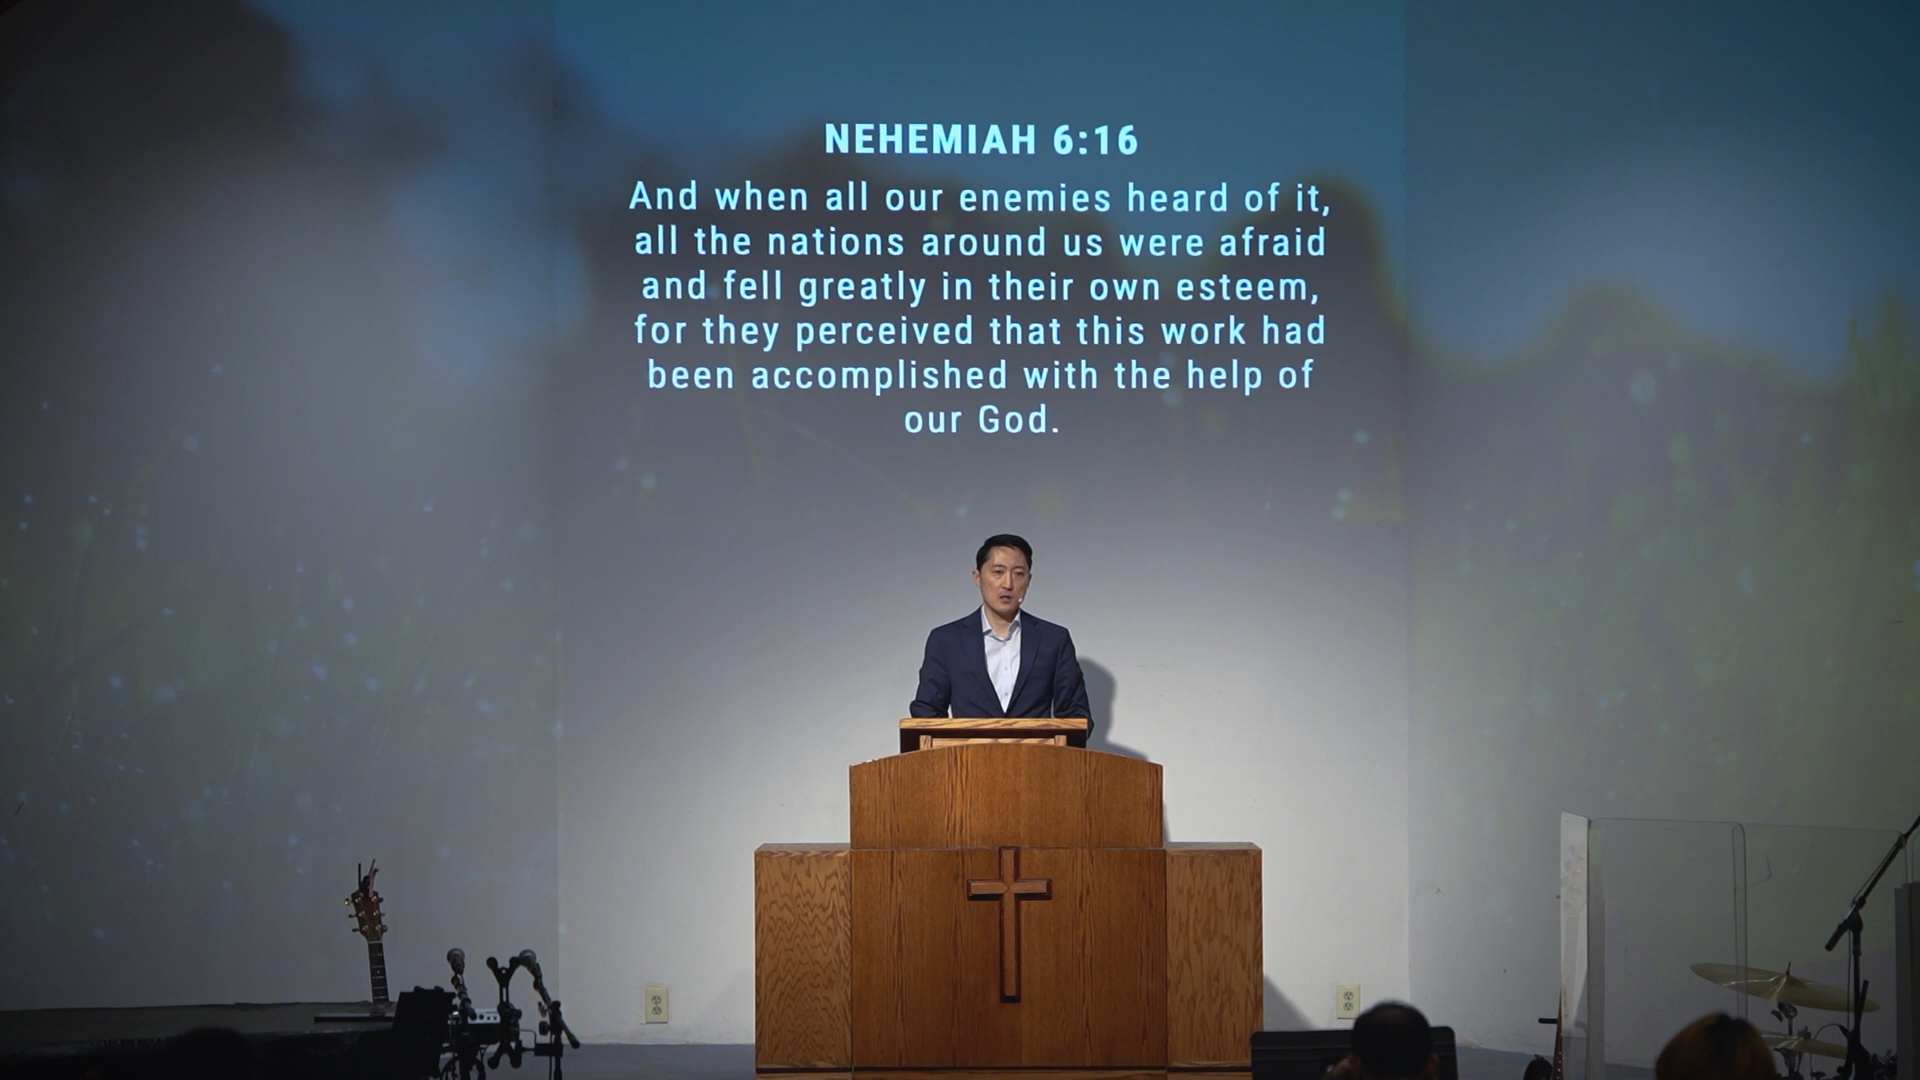 NEHEMIAH 6:16
And when all our enemies heard of it,
all the nations around us were afraid
and fell greatly in their own esteem,
for they perceived that this work had
been accomplished with the help of
our God.